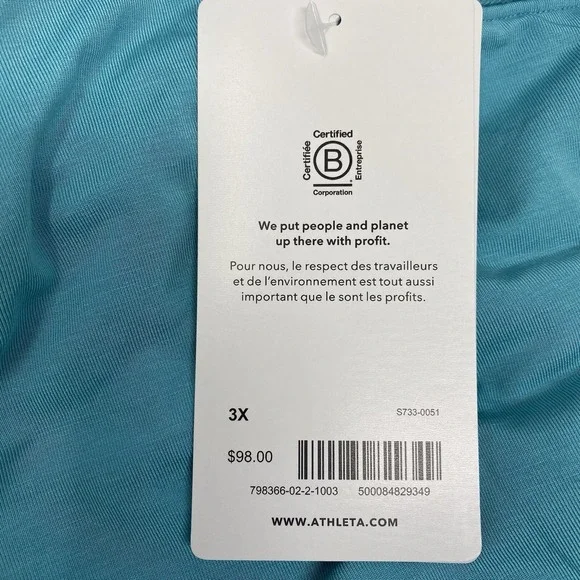 Certified
Certifiée
B
Entreprise
Corporation
We put people and planet
up there with profit.
Pour nous, le respect des travailleurs
et de l'environnement est tout aussi
important que le sont les profits.
3X S733-0051
$98.00
798366-02-2-1003 500084829349
WWW.ATHLETA.COM